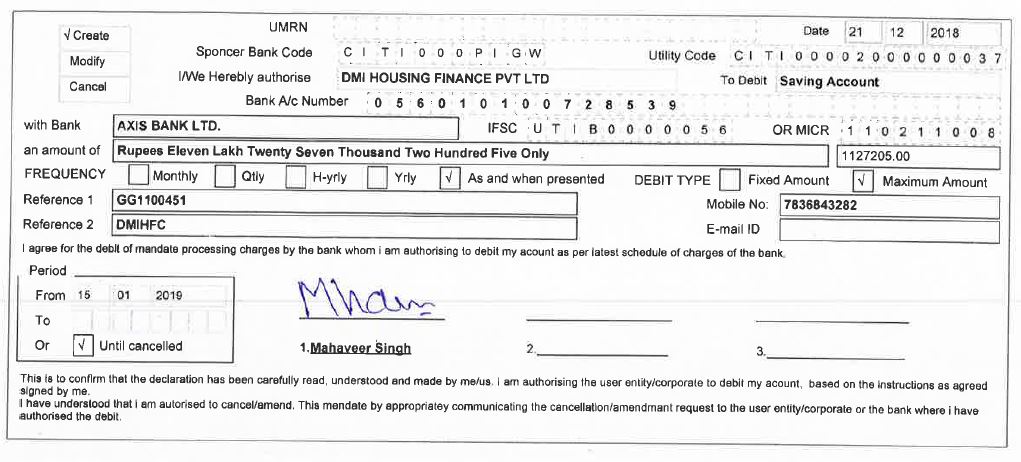 UMRN Date 21 12 2018
√ Create
Modify
Cancel
Sponcer Bank Code C I T I 0 0 0 P I G W Utility Code C I T I 0 0 0 0 2 0 0 0 0 0 0 0 3 7
I/We Hereby authorise DMI HOUSING FINANCE PVT LTD To Debit Saving Account
Bank A/c Number 0 5 6 0 1 0 1 0 0 7 2 8 5 3 9
with Bank AXIS BANK LTD. IFSC U T I B 0 0 0 0 0 5 6 OR MICR 1 1 0 2 1 1 0 0 8
an amount of Rupees Eleven Lakh Twenty Seven Thousand Two Hundred Five Only 1127205.00
FREQUENCY Monthly Qtly H-yrly Yrly √ As and when presented DEBIT TYPE Fixed Amount √ Maximum Amount
Reference 1 GG1100451 Mobile No: 7836843282
Reference 2 DMIHFC E-mail ID
I agree for the debit of mandate processing charges by the bank whom i am authorising to debit my acount as per latest schedule of charges of the bank.
Period
From 15 01 2019
To
Or √ Until cancelled
1.Mahaveer Singh 2. 3.
This is to confirm that the declaration has been carefully read, understood and made by me/us. i am authorising the user entity/corporate to debit my acount, based on the instructions as agreed
signed by me.
I have understood that i am autorised to cancel/amend. This mandate by appropriatey communicating the cancellation/amendmant request to the user entity/corporate or the bank where i have
authorised the debit.